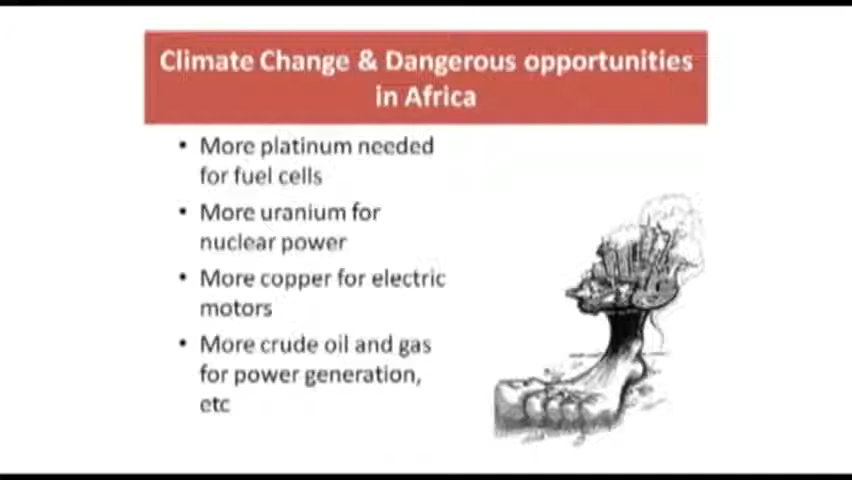 Climate Change & Dangerous opportunities
in Africa
• More platinum needed
for fuel cells
• More uranium for
nuclear power
• More copper for electric
motors
• More crude oil and gas
for power generation,
etc